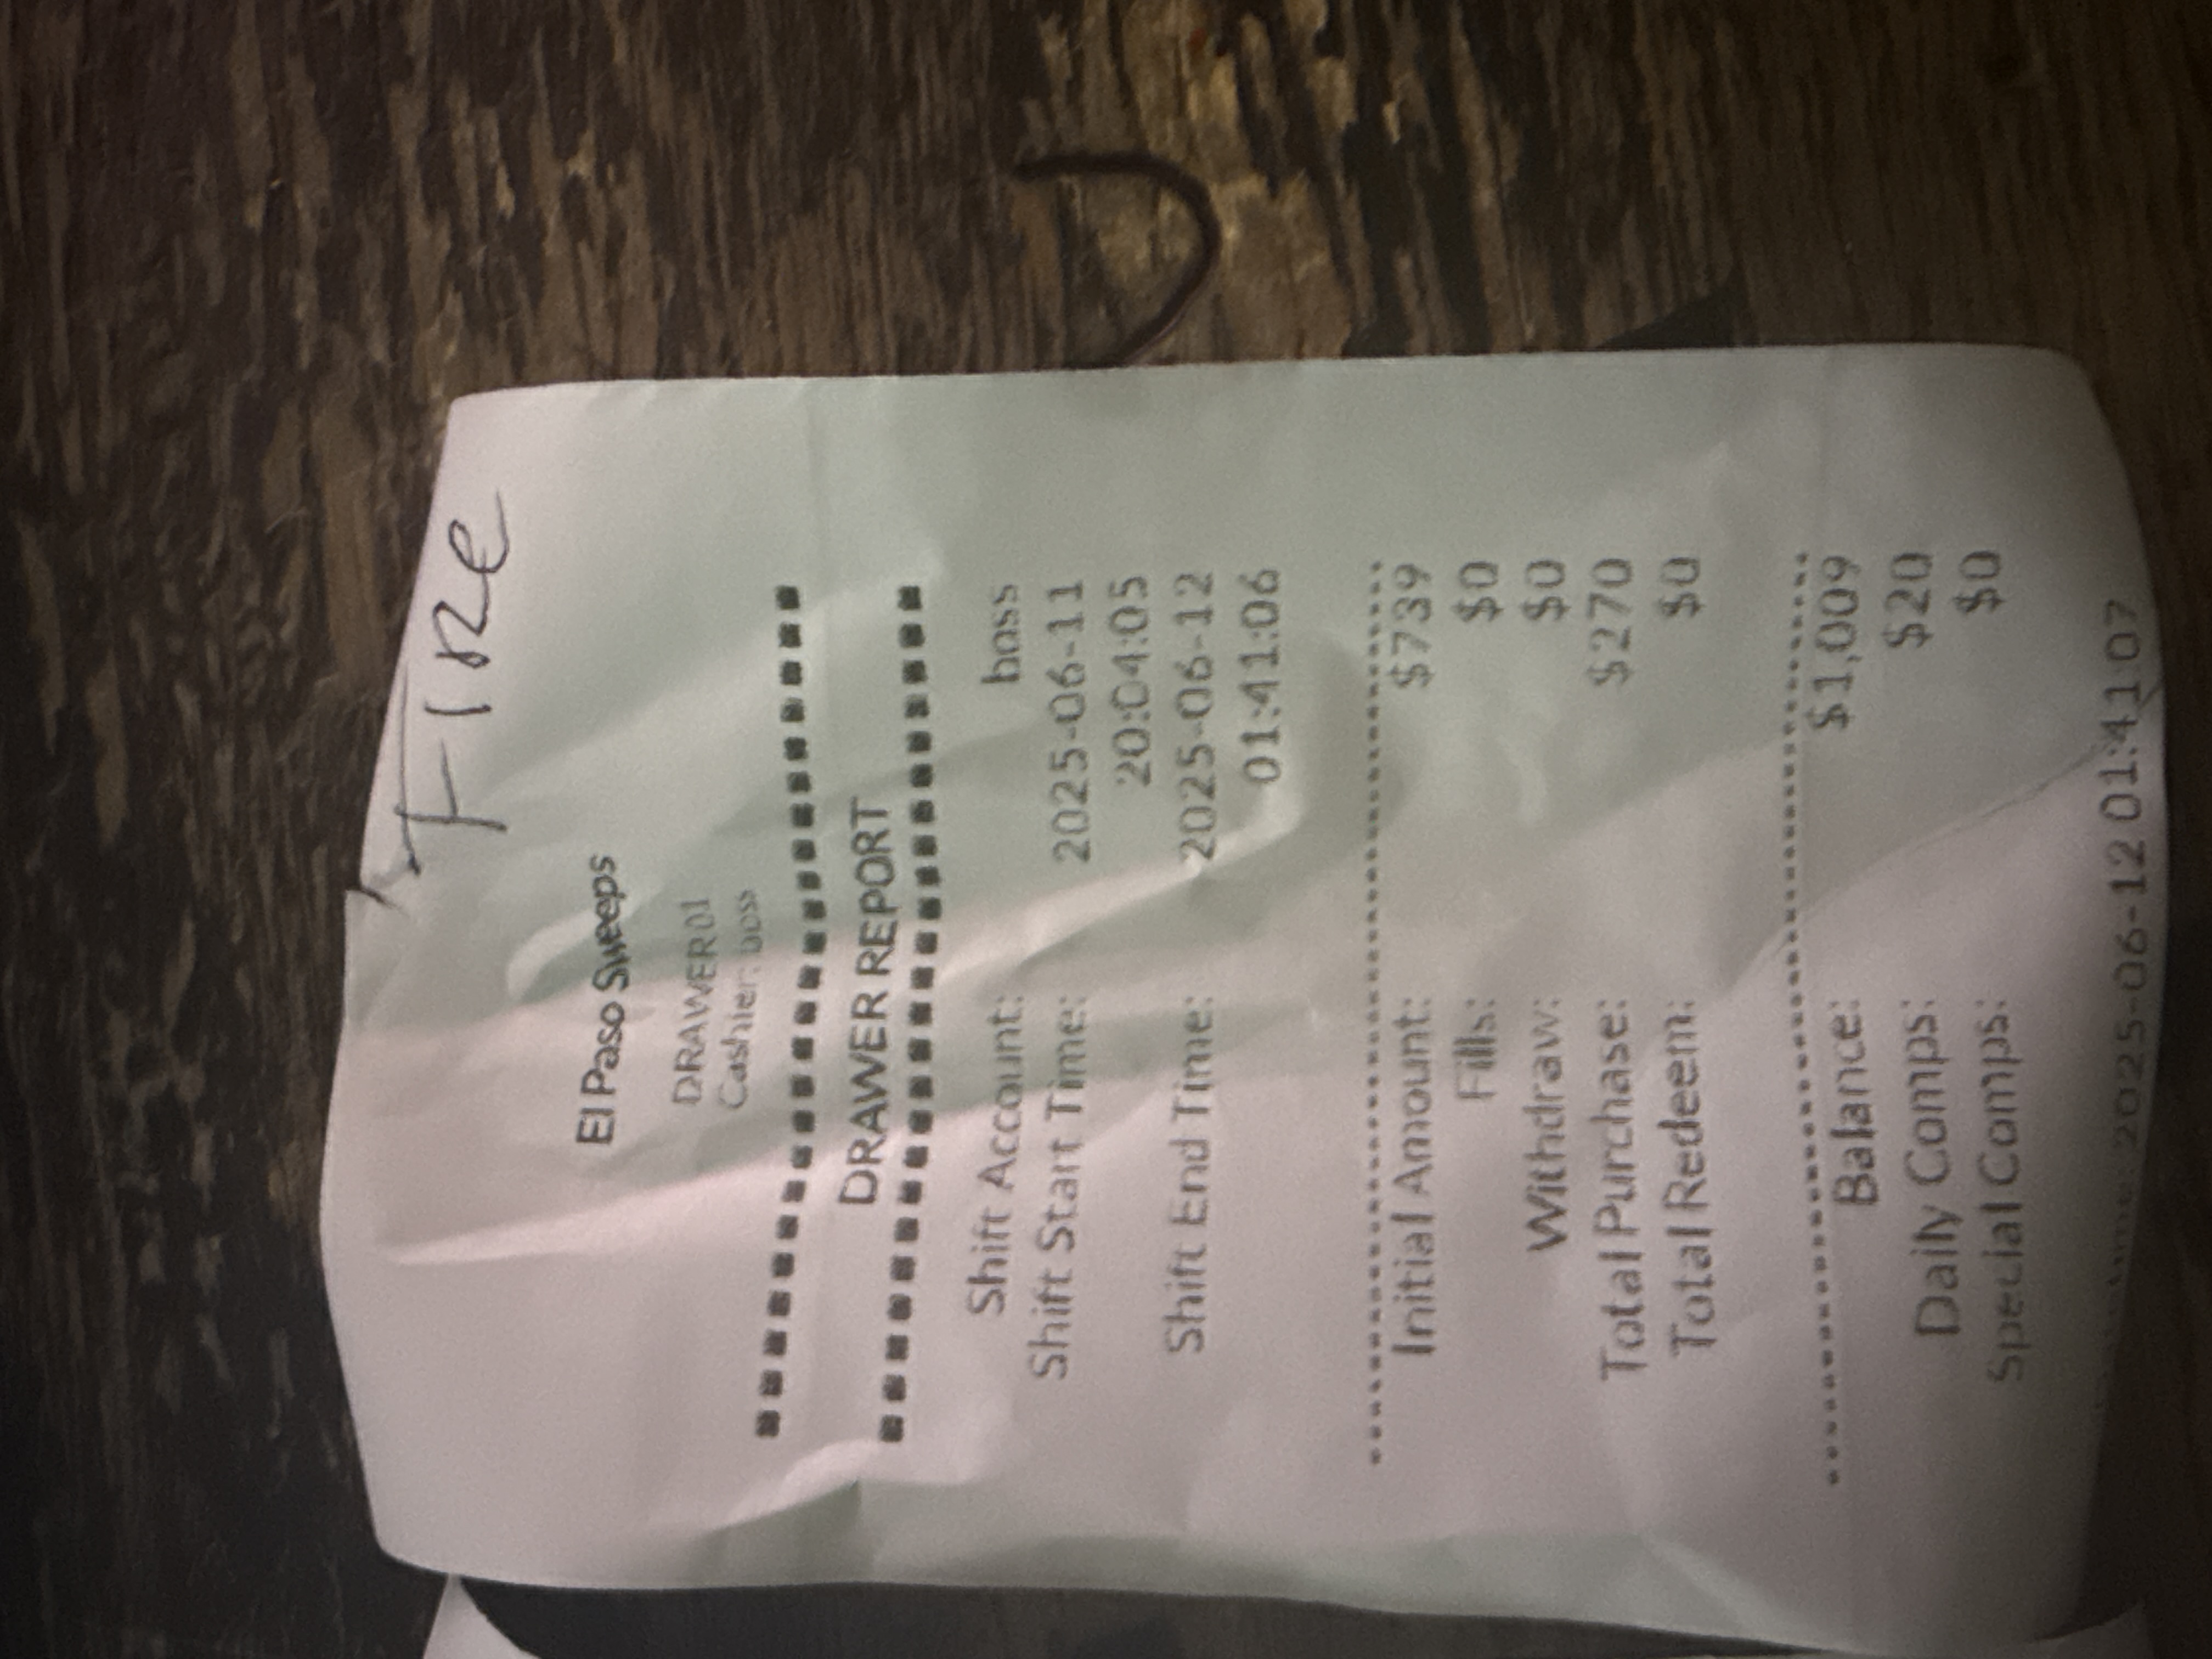 Fire
El Paso Sweeps
DRAWER01
Cashier: boss
DRAWER REPORT
Shift Account: boss
Shift Start Time: 2025-06-11
20:04:05
Shift End Time: 2025-06-12
01:41:06
Initial Amount: $739
Fills: $0
Withdraw: $0
Total Purchase: $270
Total Redeem: $0
Balance: $1,009
Daily Comps: $20
Special Comps: $0
2025-06-12 01:41:07